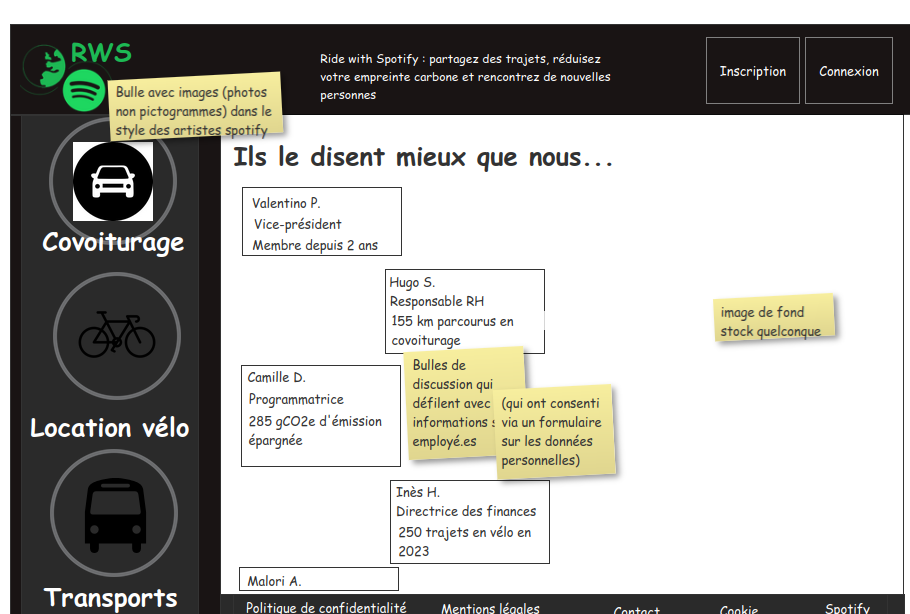 RWS
Ride with Spotify : partagez des trajets, réduisez
votre empreinte carbone et rencontrez de nouvelles
personnes
Inscription
Connexion
Bulle avec images (photos
non pictogrammes) dans le
style des artistes spotify
Covoiturage
Location vélo
Transports
Ils le disent mieux que nous...
Valentino P.
Vice-président
Membre depuis 2 ans
Hugo S.
Responsable RH
155 km parcourus en
covoiturage
image de fond
stock quelconque
Camille D.
Programmatrice
285 gCO2e d'émission
épargnée
Bulles de
discussion qui
défilent avec
informations
employé.es
(qui ont consenti
via un formulaire
sur les données
personnelles)
Inès H.
Directrice des finances
250 trajets en vélo en
2023
Malori A.
Politique de confidentialité
Mentions légales
Contact
Cookie
Spotify